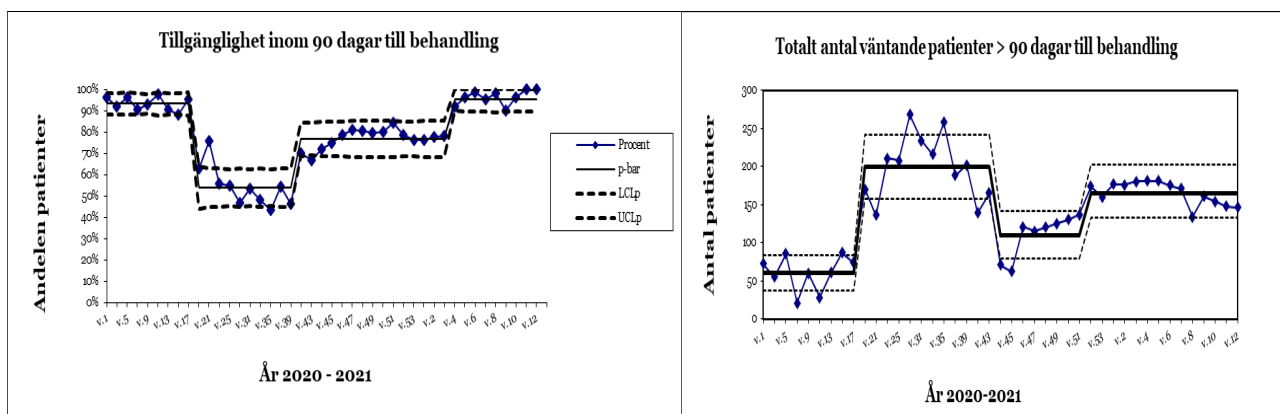 Tillgänglighet inom 90 dagar till behandling
Andelen patienter
100%
90%
80%
70%
60%
50%
40%
30%
20%
10%
0%
v.1
v.5
v.9
v.13
v.17
v.21
v.25
v.31
v.35
v.39
v.43
v.45
v.47
v.49
v.51
v.53
v.2
v.4
v.6
v.8
v.10
v.12
År 2020 - 2021
Procent
p-bar
LCLp
UCLp
Totalt antal väntande patienter > 90 dagar till behandling
Antal patienter
300
250
200
150
100
50
0
v.1
v.5
v.9
v.13
v.17
v.21
v.25
v.31
v.35
v.39
v.43
v.45
v.47
v.49
v.51
v.53
v.2
v.4
v.6
v.8
v.10
v.12
År 2020-2021